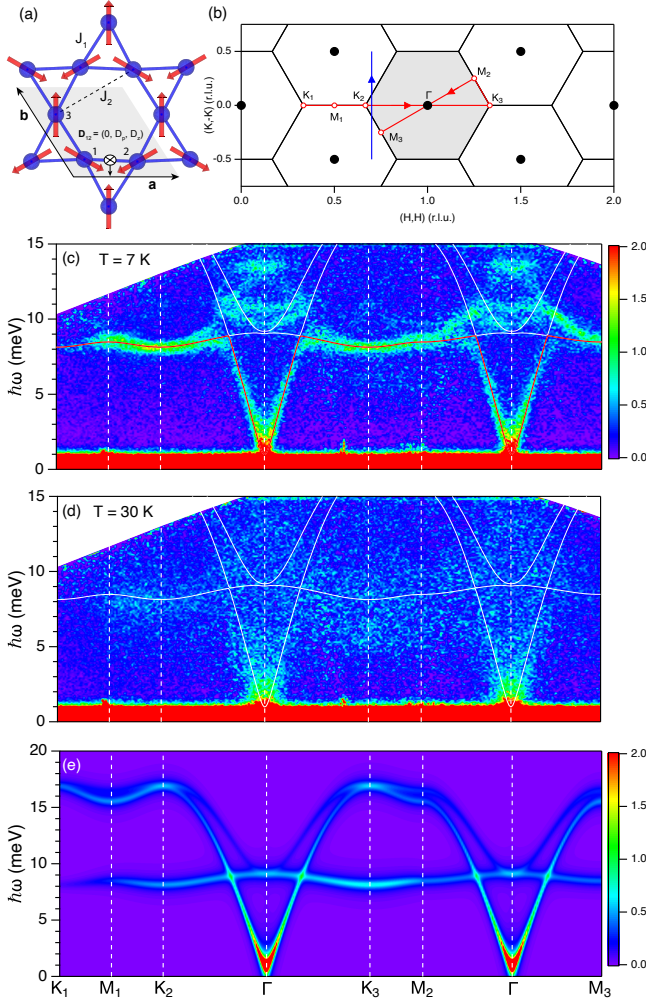 (a)
J1
J2
3
b
D12 = (0, Dp, Dz)
1 2
a
(b)
0.5
0.0
-0.5
(K,-K) (r.l.u.)
K1
M1
K2
Γ
M2
K3
M3
0.0 0.5 1.0 1.5 2.0
(H,H) (r.l.u.)
(c) T = 7 K
15
10
5
0
ħω (meV)
2.0
1.5
1.0
0.5
0.0
(d) T = 30 K
15
10
5
0
ħω (meV)
(e)
20
15
10
5
0
ħω (meV)
2.0
1.5
1.0
0.5
0.0
K1 M1 K2 Γ K3 M2 Γ M3